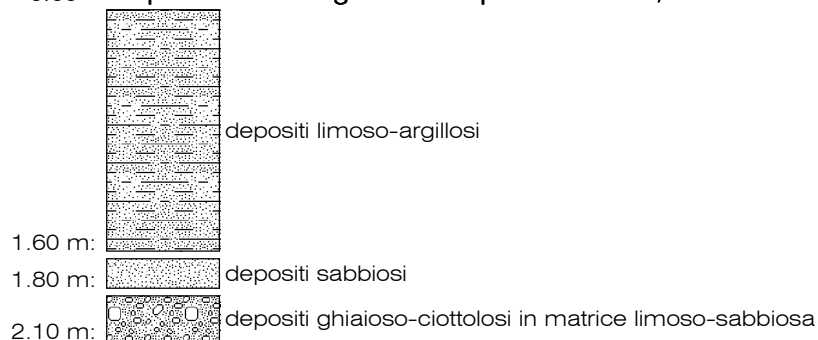 depositi limoso-argillosi
1.60 m:
1.80 m: depositi sabbiosi
2.10 m: depositi ghiaioso-ciottolosi in matrice limoso-sabbiosa